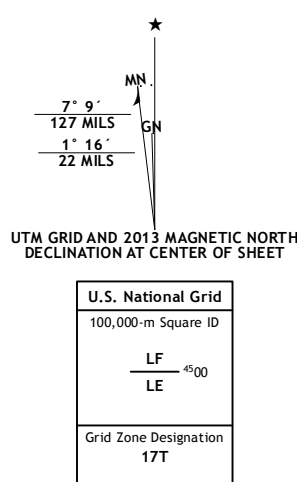 ★
MN
7° 9´
127 MILS
GN
1° 16´
22 MILS
UTM GRID AND 2013 MAGNETIC NORTH
DECLINATION AT CENTER OF SHEET
U.S. National Grid
100,000-m Square ID
LF
4500
LE
Grid Zone Designation
17T